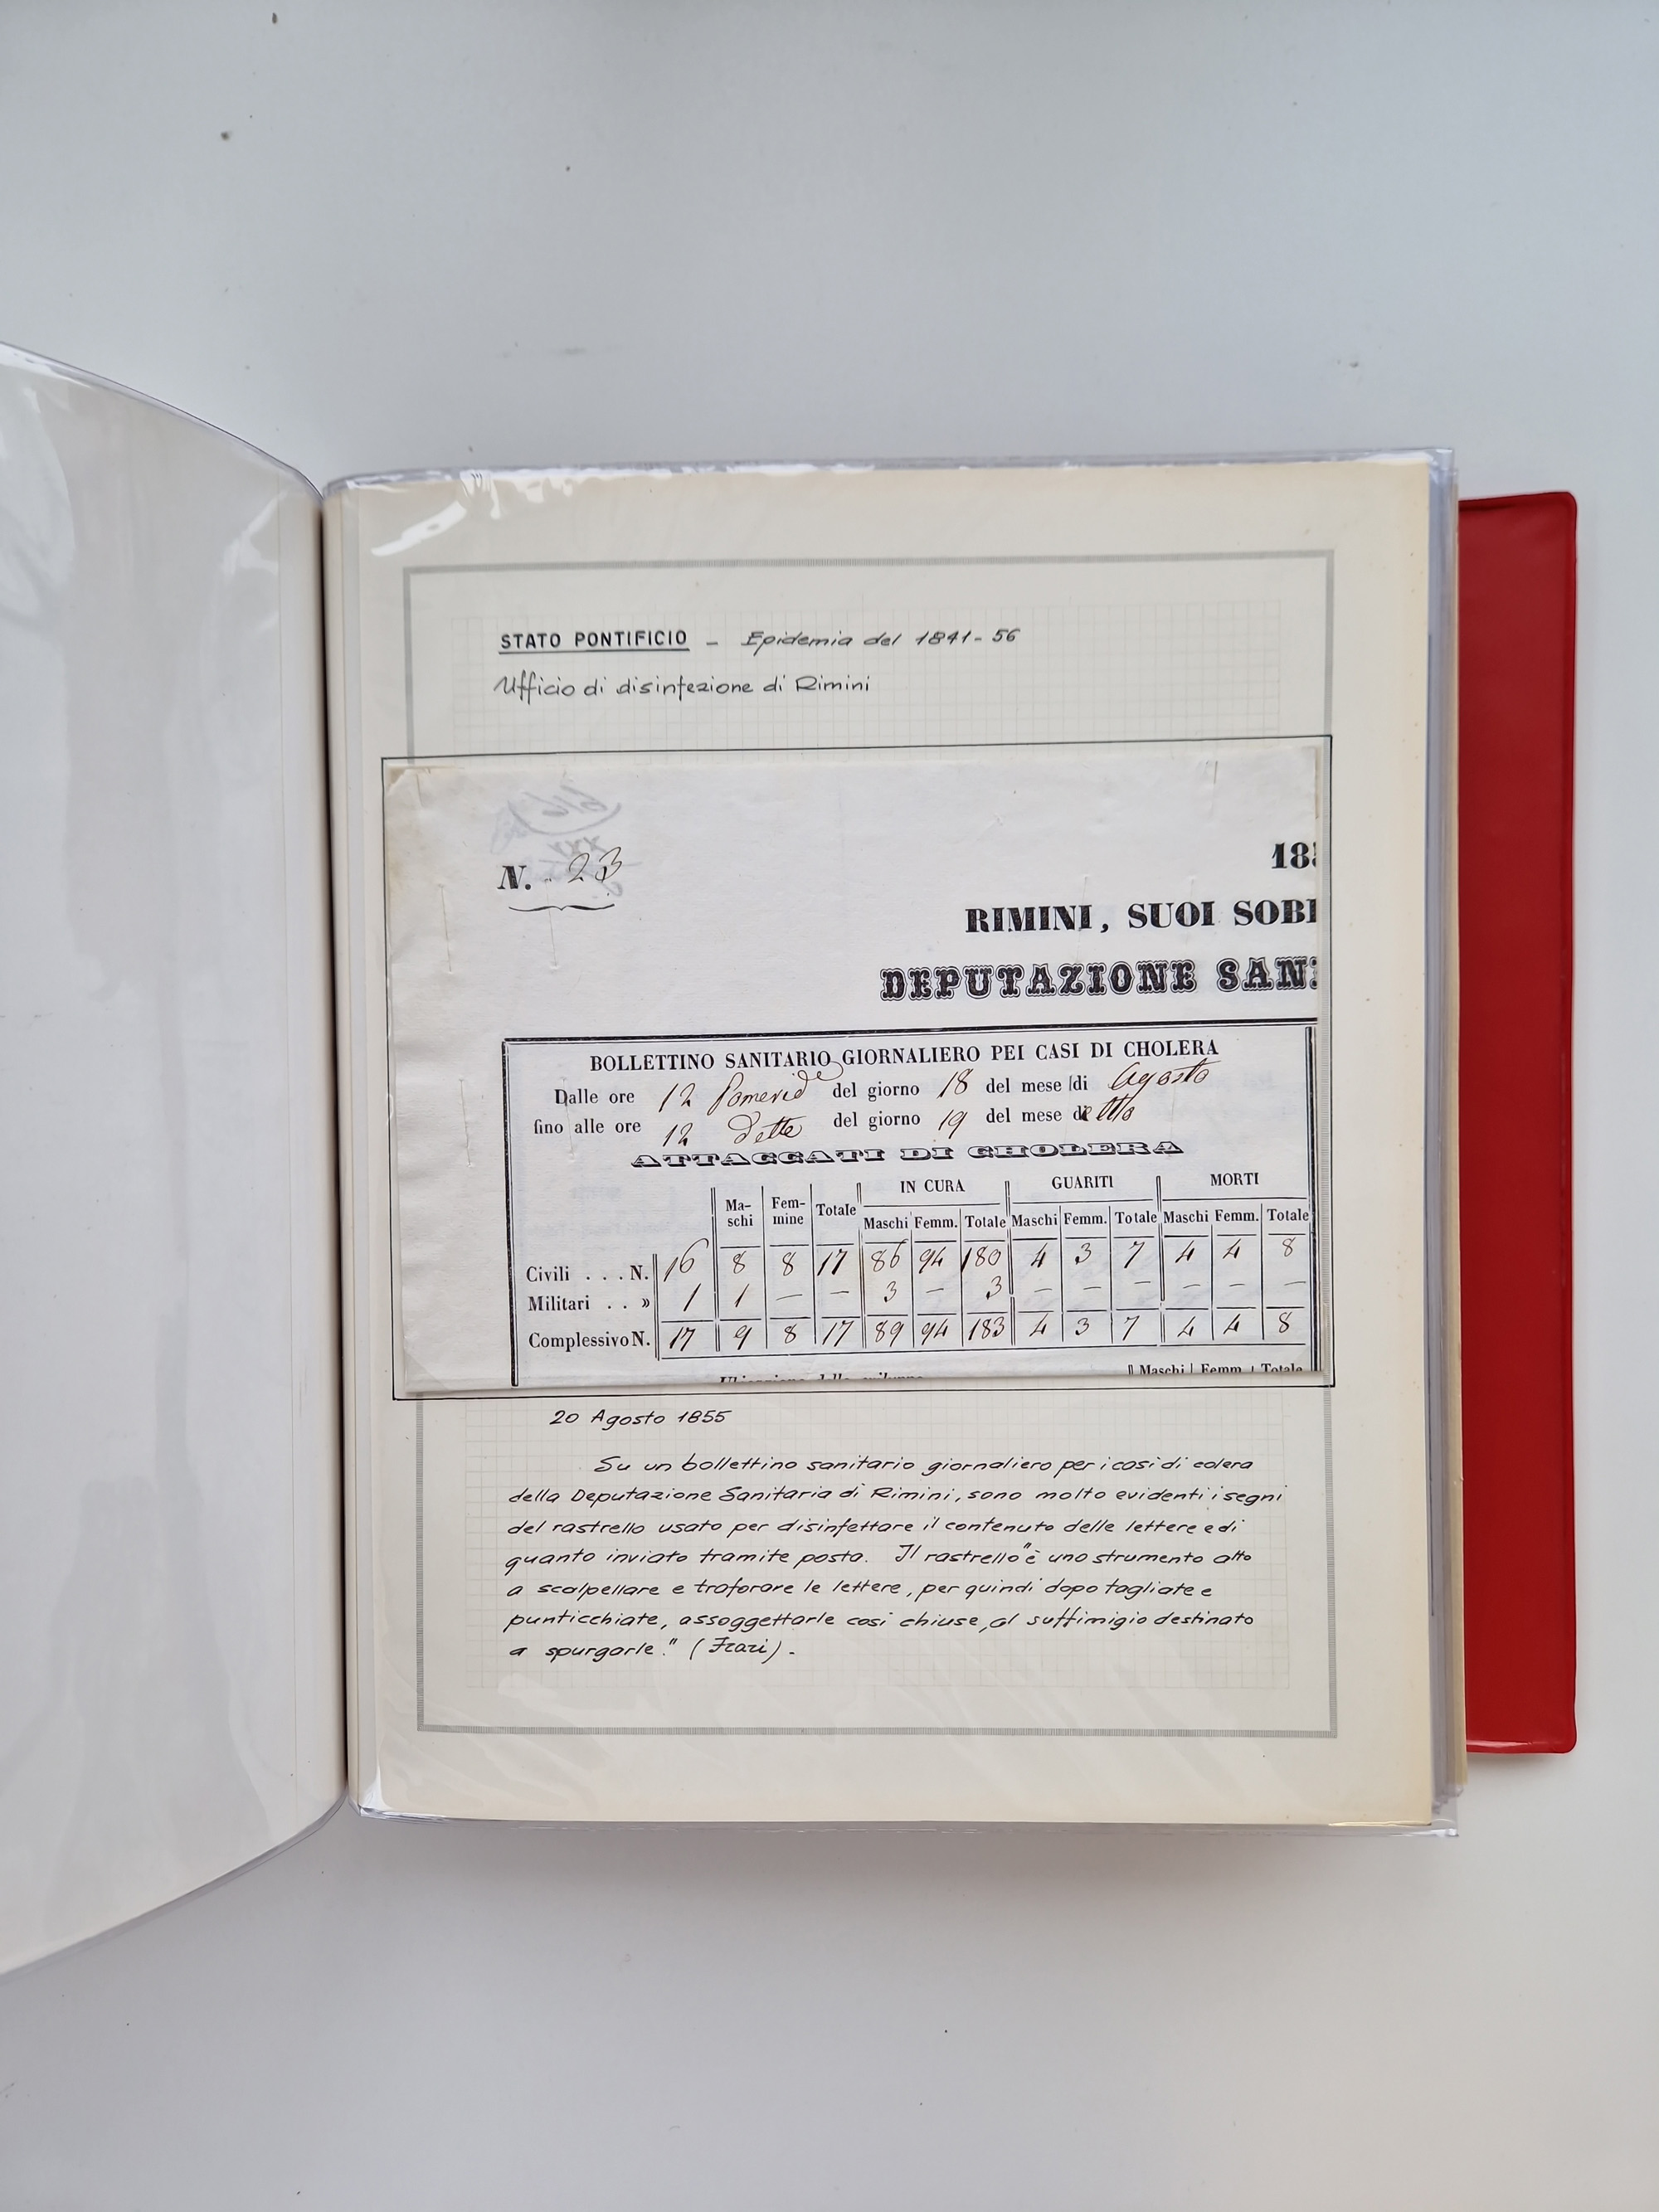 STATO PONTIFICIO – Epidemia del 1841-56
Ufficio di disinfezione di Rimini
N. 23
18
RIMINI, SUOI SOB
DEPUTAZIONE SAN
BOLLETTINO SANITARIO GIORNALIERO PEI CASI DI CHOLERA
Dalle ore 12 Pomerid^e del giorno 18 del mese di Agosto
fino alle ore 12 Dette del giorno 19 del mese detto
ATTACCATI DI CHOLERA
IN CURA GUARITI MORTI
Ma-schi Fem-mine Totale Maschi Femm. Totale Maschi Femm. Totale Maschi Femm. Totale
Civili . . . N. 16 8 8 17 86 94 180 4 3 7 4 4 8
Militari . . » 1 1 — — 3 — 3 — — — — — —
Complessivo N. 17 9 8 17 89 94 183 4 3 7 4 4 8
Maschi Femm. Totale
20 Agosto 1855
Su un bollettino sanitario giornaliero per i casi di colera
della Deputazione Sanitaria di Rimini, sono molto evidenti i segni
del rastrello usato per disinfettare il contenuto delle lettere e di
quanto inviato tramite posta. Il rastrello "è uno strumento atto
a scalpellare e traforare le lettere, per quindi dopo tagliate e
punticchiate, assoggettarle così chiuse, al suffimigio destinato
a spurgarle." (Frari).